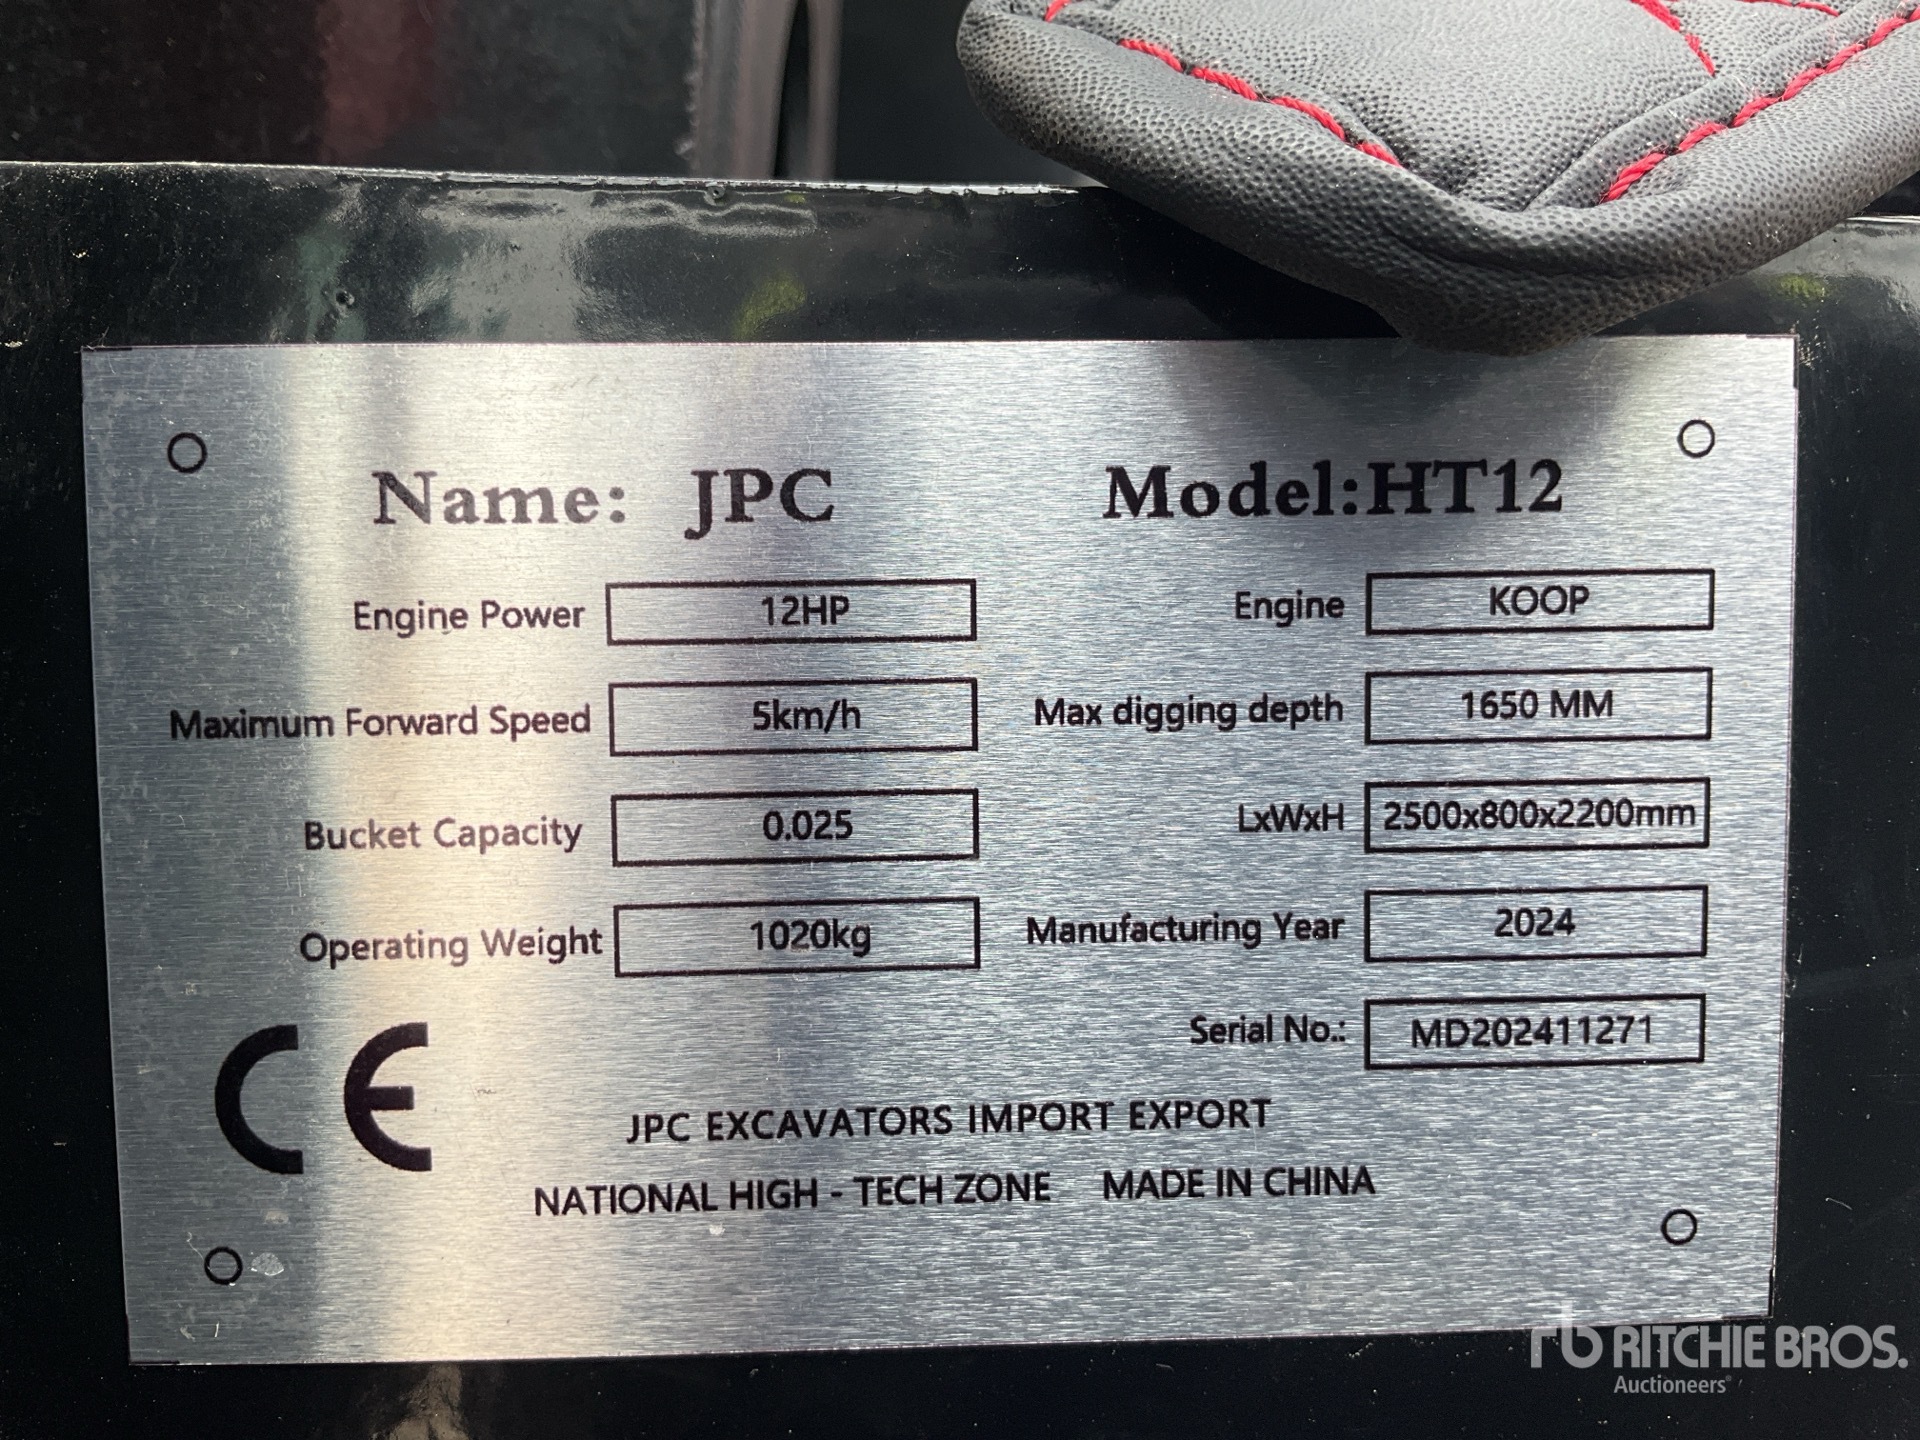 Name: JPC Model:HT12
Engine Power 12HP Engine KOOP
Maximum Forward Speed 5km/h Max digging depth 1650 MM
Bucket Capacity 0.025 LxWxH 2500x800x2200mm
Operating Weight 1020kg Manufacturing Year 2024
Serial No.: MD202411271
CE
JPC EXCAVATORS IMPORT EXPORT
NATIONAL HIGH - TECH ZONE MADE IN CHINA
rb RITCHIE BROS.
Auctioneers®